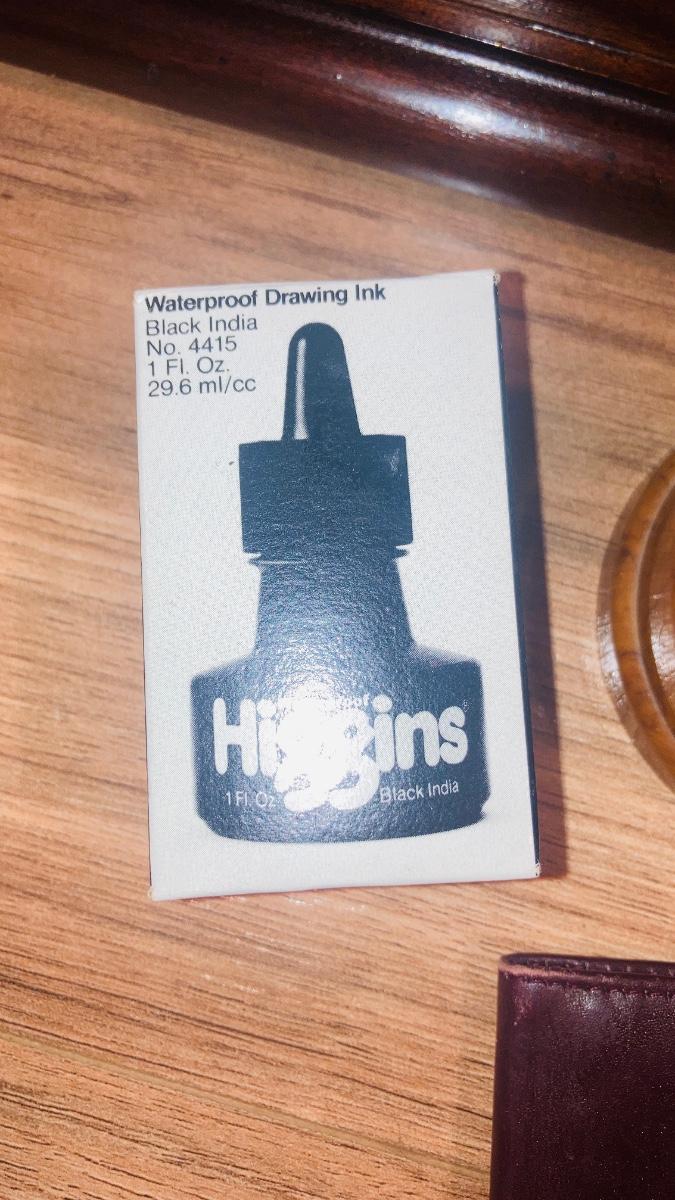 Waterproof Drawing Ink
Black India
No. 4415
1 Fl. Oz.
29.6 ml/cc
Higgins®
1 Fl. Oz
Black India